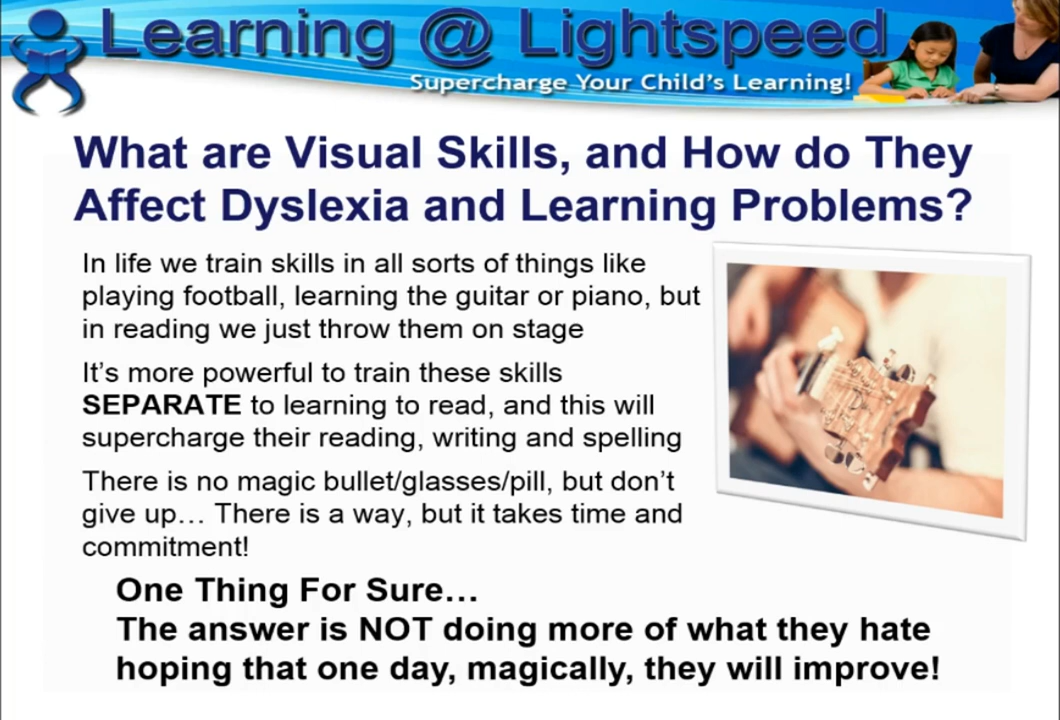 Learning @ Lightspeed
Supercharge Your Child's Learning!
What are Visual Skills, and How do They
Affect Dyslexia and Learning Problems?
In life we train skills in all sorts of things like
playing football, learning the guitar or piano, but
in reading we just throw them on stage
It's more powerful to train these skills
SEPARATE to learning to read, and this will
supercharge their reading, writing and spelling
There is no magic bullet/glasses/pill, but don't
give up… There is a way, but it takes time and
commitment!
One Thing For Sure…
The answer is NOT doing more of what they hate
hoping that one day, magically, they will improve!